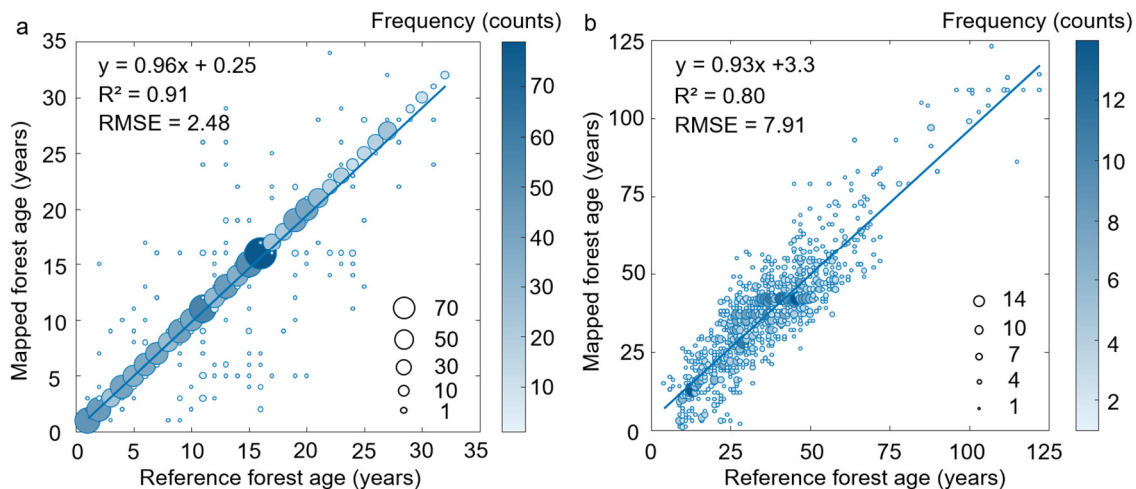 a
Frequency (counts)
35
30
25
20
15
10
5
0
y = 0.96x + 0.25
R² = 0.91
RMSE = 2.48
70
50
30
10
1
0 5 10 15 20 25 30 35
Reference forest age (years)
Mapped forest age (years)
70
60
50
40
30
20
10
b
Frequency (counts)
125
100
75
50
25
0
y = 0.93x +3.3
R² = 0.80
RMSE = 7.91
14
10
7
4
1
0 25 50 75 100 125
Reference forest age (years)
Mapped forest age (years)
12
10
8
6
4
2